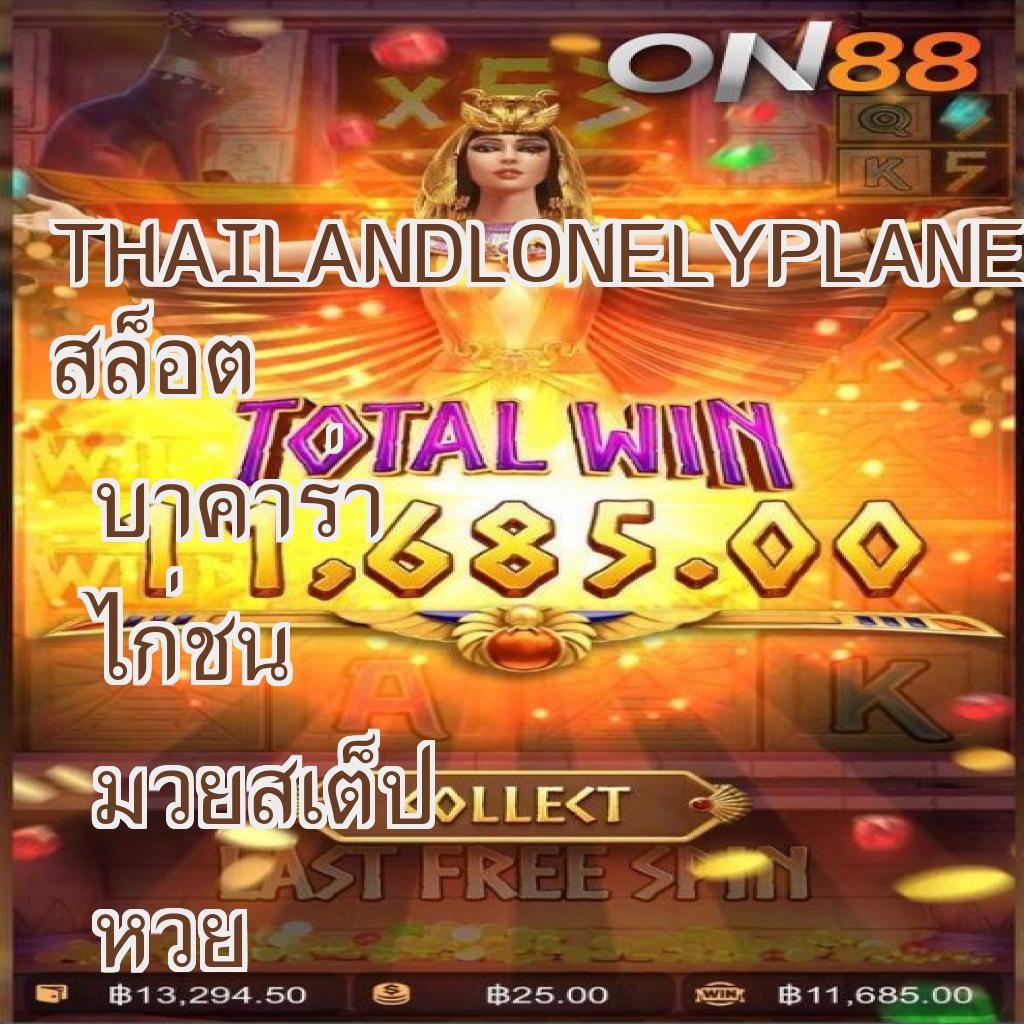 ON88
x53
Q
K 5
THAILANDLONELYPLANE
สล็อต
TOTAL WIN
บาคาร่า
11,685.00
ไก่ชน
A K
มวยสเต็ป
COLLECT
LAST FREE SPIN
หวย
฿13,294.50 ฿25.00 WIN ฿11,685.00